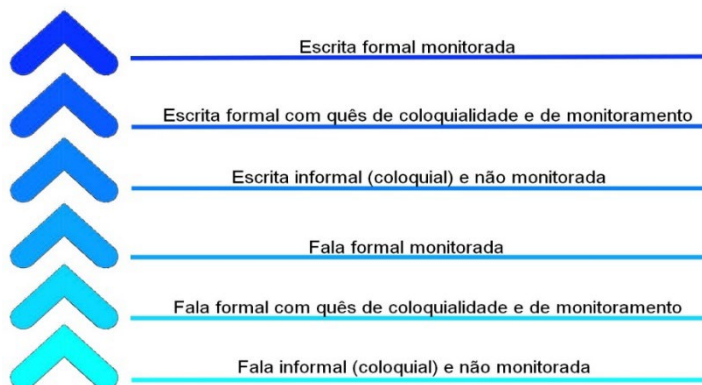 Escrita formal monitorada
Escrita formal com quês de coloquialidade e de monitoramento
Escrita informal (coloquial) e não monitorada
Fala formal monitorada
Fala formal com quês de coloquialidade e de monitoramento
Fala informal (coloquial) e não monitorada